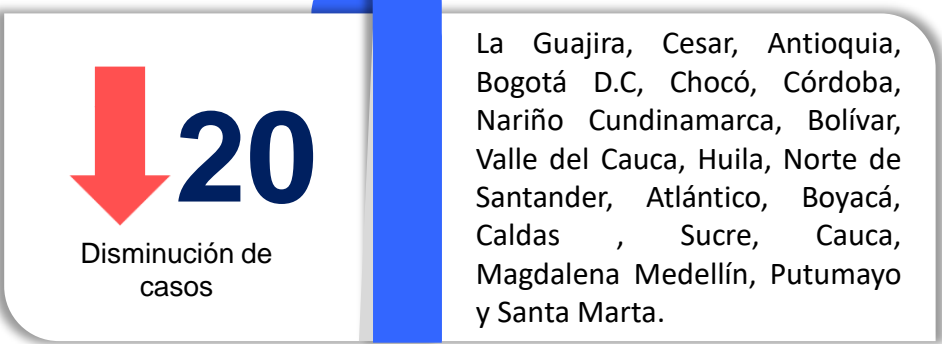 20
Disminución de
casos
La Guajira, Cesar, Antioquia,
Bogotá D.C, Chocó, Córdoba,
Nariño Cundinamarca, Bolívar,
Valle del Cauca, Huila, Norte de
Santander, Atlántico, Boyacá,
Caldas , Sucre, Cauca,
Magdalena Medellín, Putumayo
y Santa Marta.